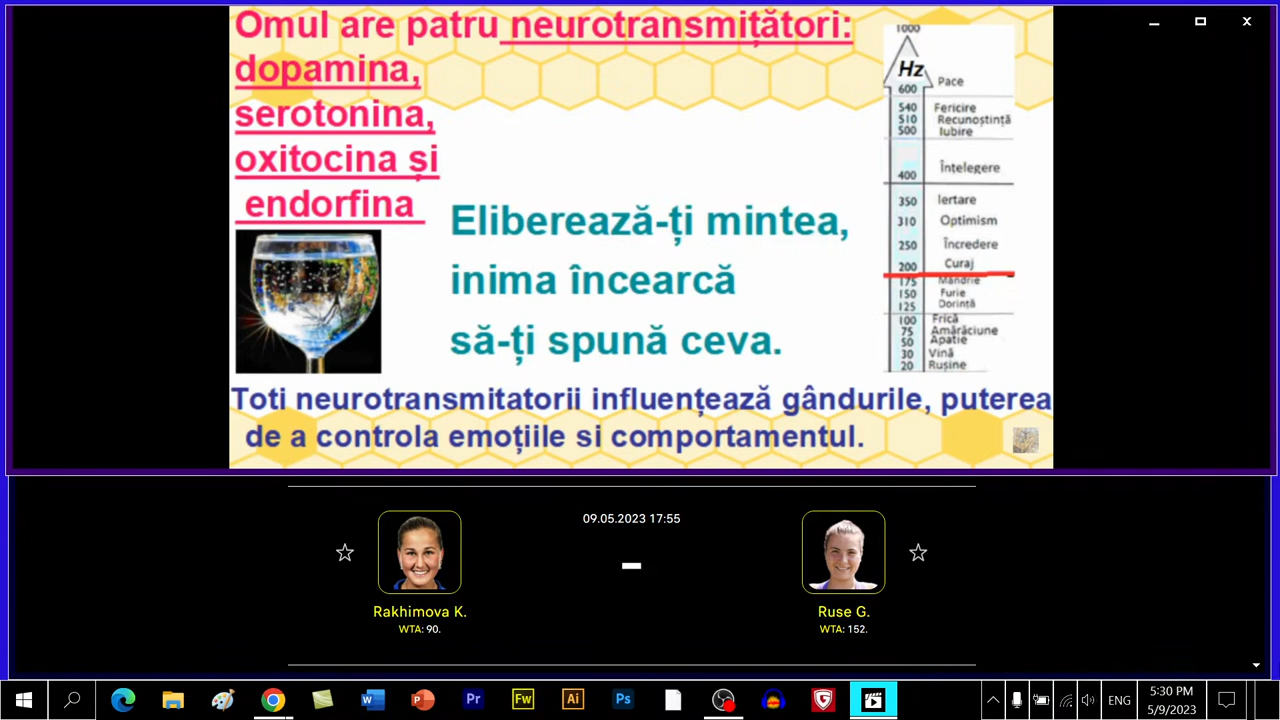 Omul are patru neurotransmițători:
dopamina,
serotonina,
oxitocina și
endorfina
Eliberează-ți mintea,
inima încearcă
să-ți spună ceva.
1000
Hz
600 Pace
540 Fericire
510 Recunoștință
500 Iubire
400 Înțelegere
350 Iertare
310 Optimism
250 Încredere
200 Curaj
175 Mândrie
150 Furie
125 Dorință
100 Frică
75 Amărăciune
50 Apatie
30 Vină
20 Rușine
Toti neurotransmitatorii influențează gândurile, puterea
de a controla emoțiile si comportamentul.
09.05.2023 17:55
Rakhimova K.
WTA: 90.
Ruse G.
WTA: 152.
Pr
Fw
Ai
Ps
ENG
5:30 PM
5/9/2023